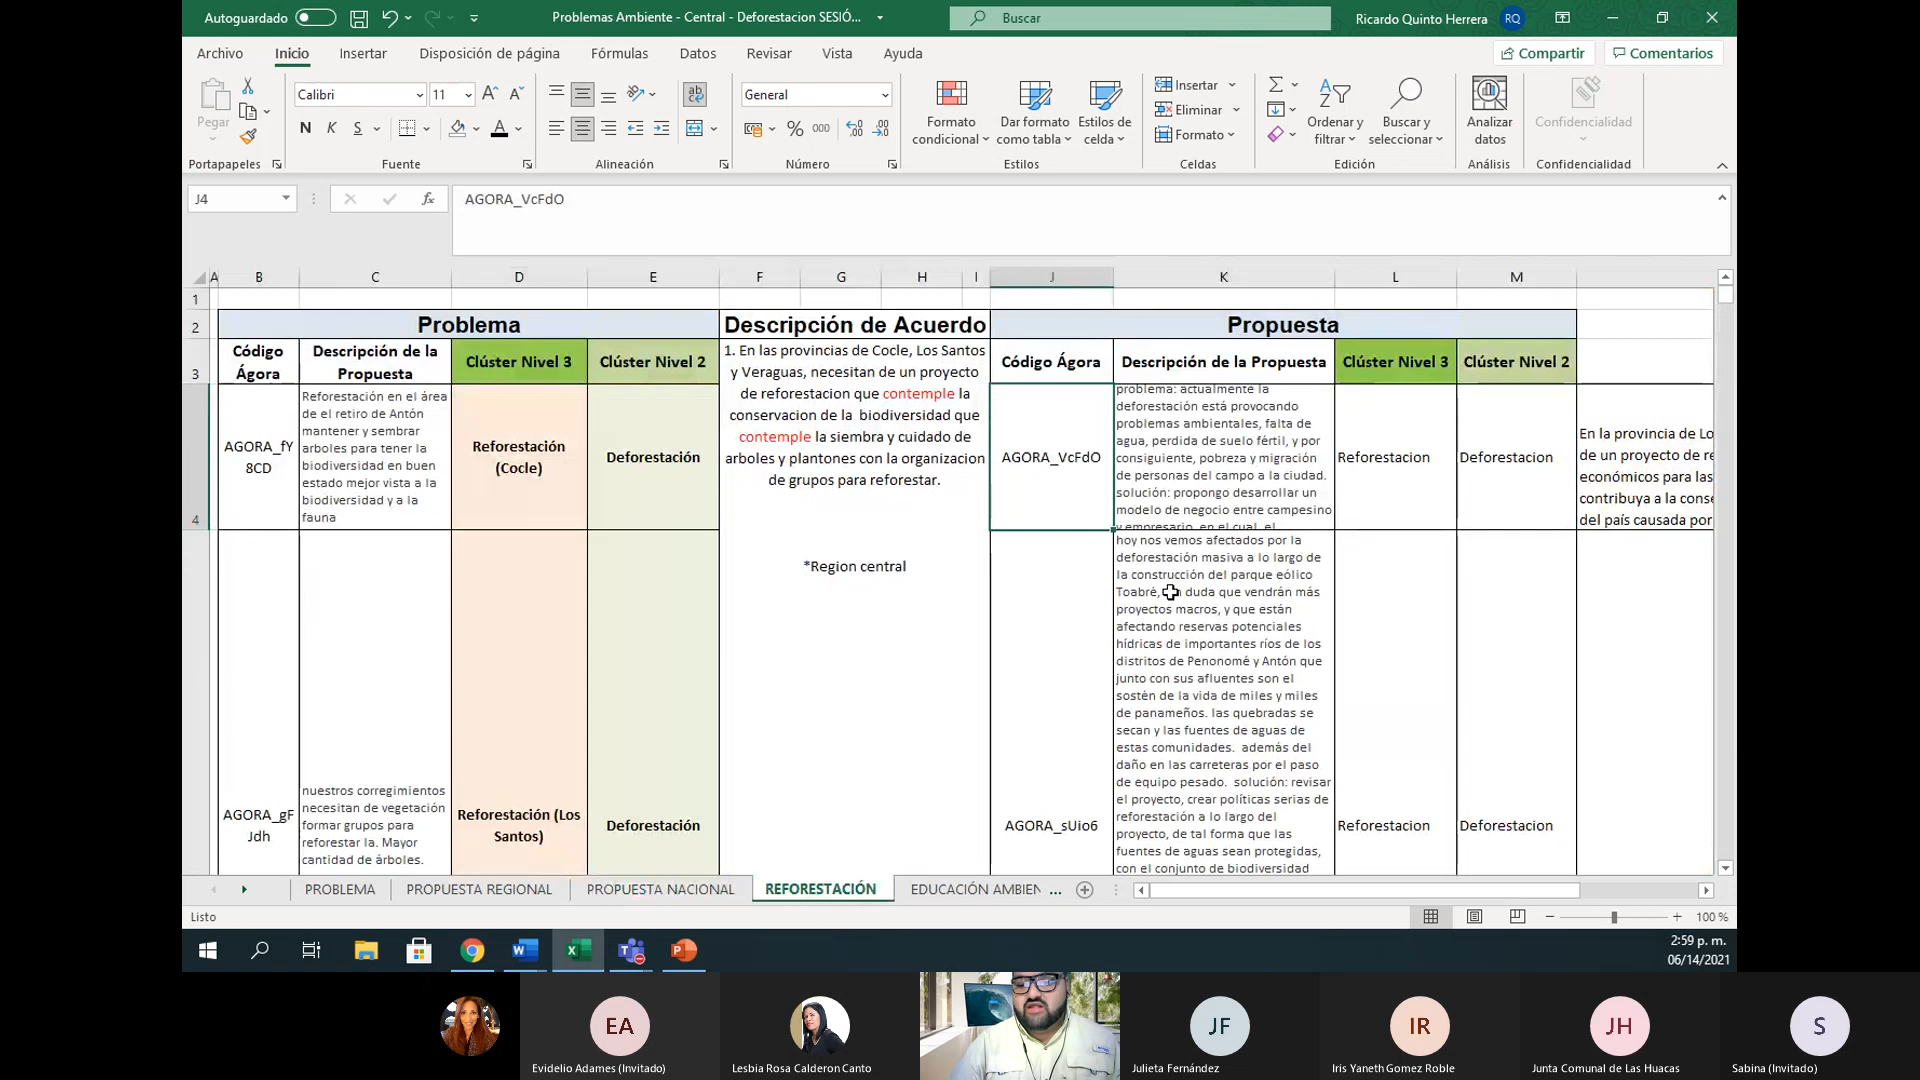 Autoguardado
Problemas Ambiente - Central - Deforestacion SESIÓ...
Buscar
Ricardo Quinto Herrera
RQ
Archivo
Inicio
Insertar
Disposición de página
Fórmulas
Datos
Revisar
Vista
Ayuda
Compartir
Comentarios
Pegar
Calibri
11
N K S
General
Formato condicional
Dar formato como tabla
Estilos de celda
Insertar
Eliminar
Formato
Ordenar y filtrar
Buscar y seleccionar
Analizar datos
Confidencialidad
Portapapeles
Fuente
Alineación
Número
Estilos
Celdas
Edición
Análisis
Confidencialidad
J4
AGORA_VcFdO
A B C D E F G H I J K L M
1
2
Problema
Descripción de Acuerdo
Propuesta
3
Código Ágora
Descripción de la Propuesta
Clúster Nivel 3
Clúster Nivel 2
Código Ágora
Descripción de la Propuesta
Clúster Nivel 3
Clúster Nivel 2
1. En las provincias de Cocle, Los Santos
y Veraguas, necesitan de un proyecto
de reforestacion que contemple la
conservacion de la biodiversidad que
contemple la siembra y cuidado de
arboles y plantones con la organizacion
de grupos para reforestar.
*Region central
4
AGORA_fY
8CD
Reforestación en el área
de el retiro de Antón
mantener y sembrar
arboles para tener la
biodiversidad en buen
estado mejor vista a la
biodiversidad y a la
fauna
Reforestación
(Cocle)
Deforestación
AGORA_VcFdO
problema: actualmente la
deforestación está provocando
problemas ambientales, falta de
agua, perdida de suelo fértil, y por
consiguiente, pobreza y migración
de personas del campo a la ciudad.
solución: propongo desarrollar un
modelo de negocio entre campesino
y empresario, en el cual, el
Reforestacion
Deforestacion
En la provincia de Lo
de un proyecto de re
económicos para las
contribuya a la conse
del país causada por
AGORA_gF
Jdh
nuestros corregimientos
necesitan de vegetación
formar grupos para
reforestar la. Mayor
cantidad de árboles.
Reforestación (Los
Santos)
Deforestación
AGORA_sUio6
hoy nos vemos afectados por la
deforestación masiva a lo largo de
la construcción del parque eólico
Toabré, duda que vendrán más
proyectos macros, y que están
afectando reservas potenciales
hídricas de importantes ríos de los
distritos de Penonomé y Antón que
junto con sus afluentes son el
sostén de la vida de miles y miles
de panameños. las quebradas se
secan y las fuentes de aguas de
estas comunidades. además del
daño en las carreteras por el paso
de equipo pesado. solución: revisar
el proyecto, crear políticas serias de
reforestación a lo largo del
proyecto, de tal forma que las
fuentes de aguas sean protegidas,
con el conjunto de biodiversidad
Reforestacion
Deforestacion
PROBLEMA
PROPUESTA REGIONAL
PROPUESTA NACIONAL
REFORESTACIÓN
EDUCACIÓN AMBIEN ...
Listo
100 %
2:59 p. m.
06/14/2021
EA
JF
IR
JH
S
Evidelio Adames (Invitado)
Lesbia Rosa Calderon Canto
Julieta Fernández
Iris Yaneth Gomez Roble
Junta Comunal de Las Huacas
Sabina (Invitado)